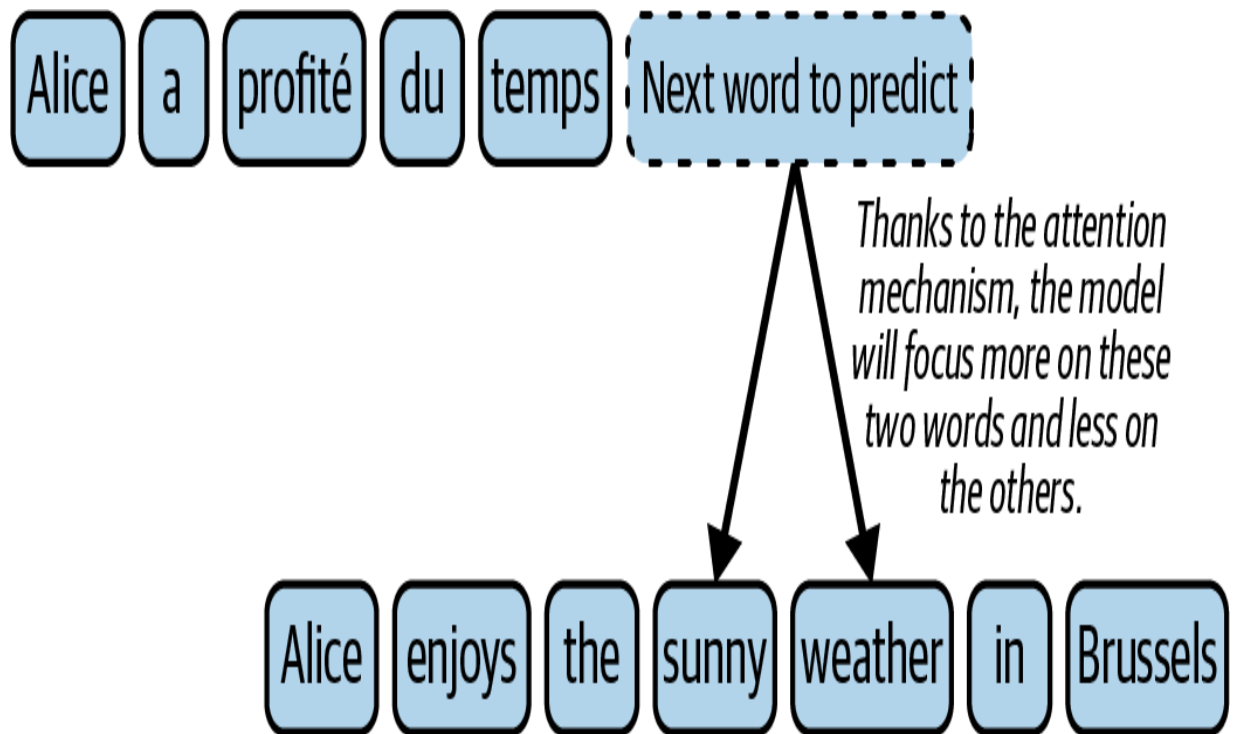 Alice a profité du temps Next word to predict
Thanks to the attention
mechanism, the model
will focus more on these
two words and less on
the others.
Alice enjoys the sunny weather in Brussels